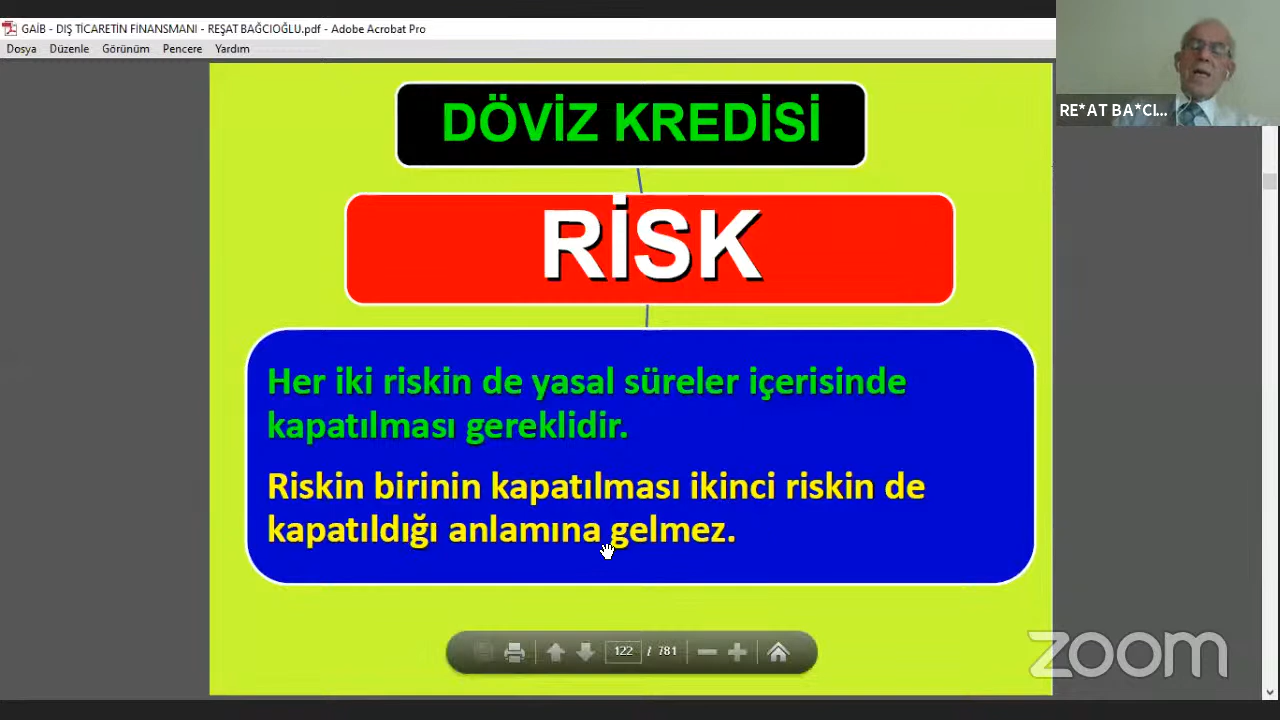 GAİB - DIŞ TİCARETİN FİNANSMANI - REŞAT BAĞCIOĞLU.pdf - Adobe Acrobat Pro
Dosya Düzenle Görünüm Pencere Yardım
RE*AT BA*CI...
DÖVİZ KREDİSİ
RİSK
Her iki riskin de yasal süreler içerisinde
kapatılması gereklidir.
Riskin birinin kapatılması ikinci riskin de
kapatıldığı anlamına gelmez.
122 / 781
zoom